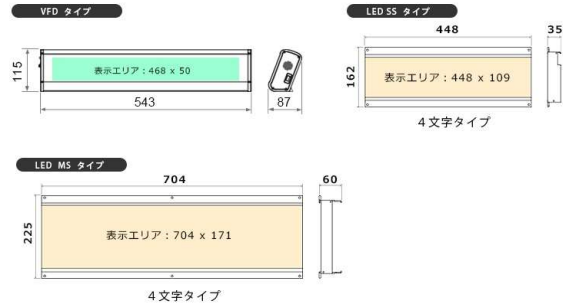 VFD タイプ
115
表示エリア：468 x 50
543
87
LED SS タイプ
448
35
162
表示エリア：448 x 109
4文字タイプ
LED MS タイプ
704
60
225
表示エリア：704 x 171
4文字タイプ